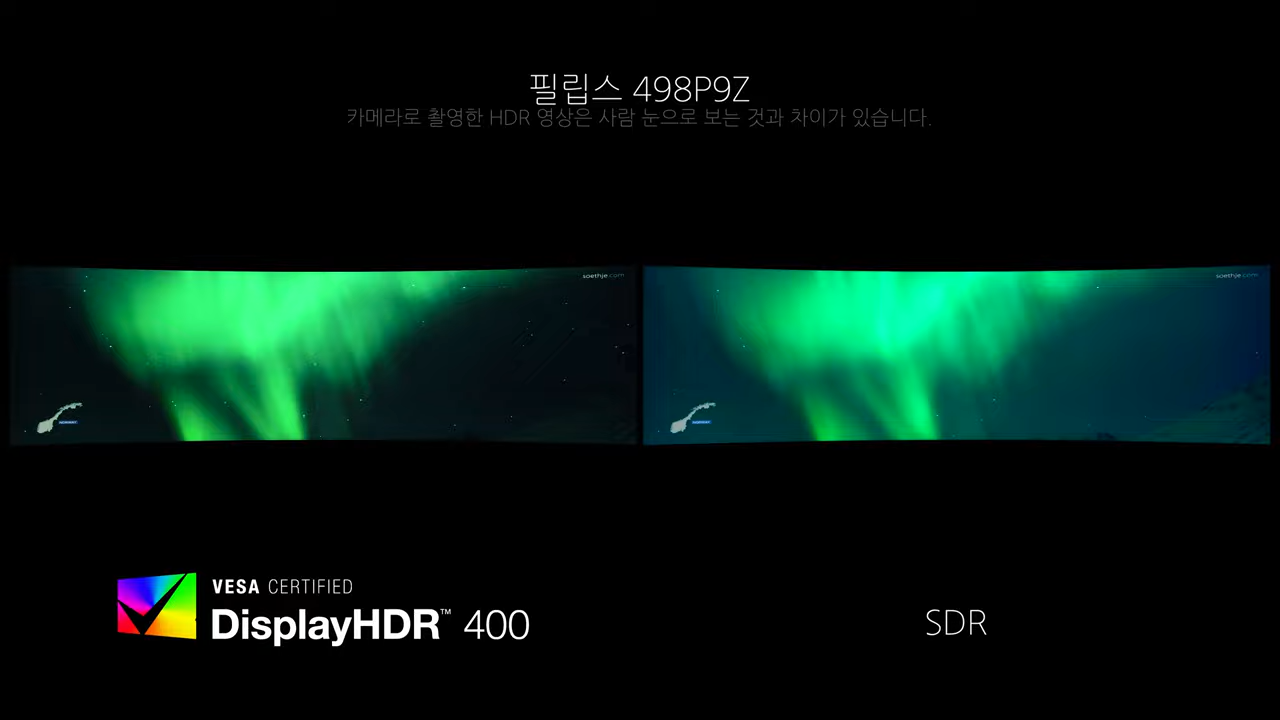 필립스 498P9Z
카메라로 촬영한 HDR 영상은 사람 눈으로 보는 것과 차이가 있습니다.
soethje.com
soethje.com
NORWAY
NORWAY
VESA CERTIFIED
DisplayHDR™ 400
SDR